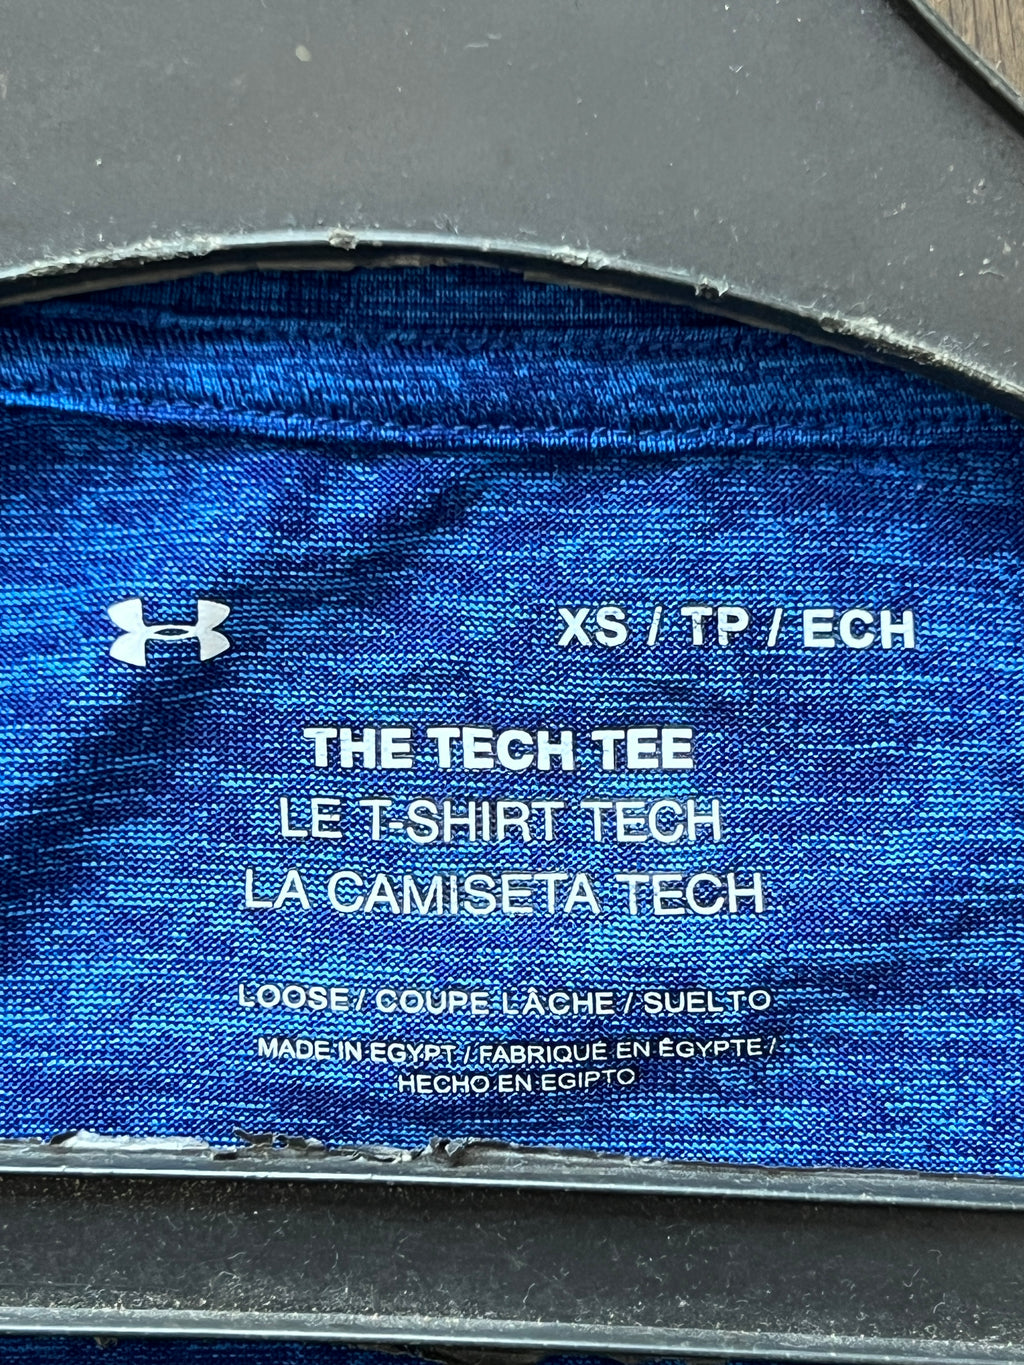 XS / TP / ECH
THE TECH TEE
LE T-SHIRT TECH
LA CAMISETA TECH
LOOSE / COUPE LÂCHE / SUELTO
MADE IN EGYPT / FABRIQUÉ EN ÉGYPTE /
HECHO EN EGIPTO